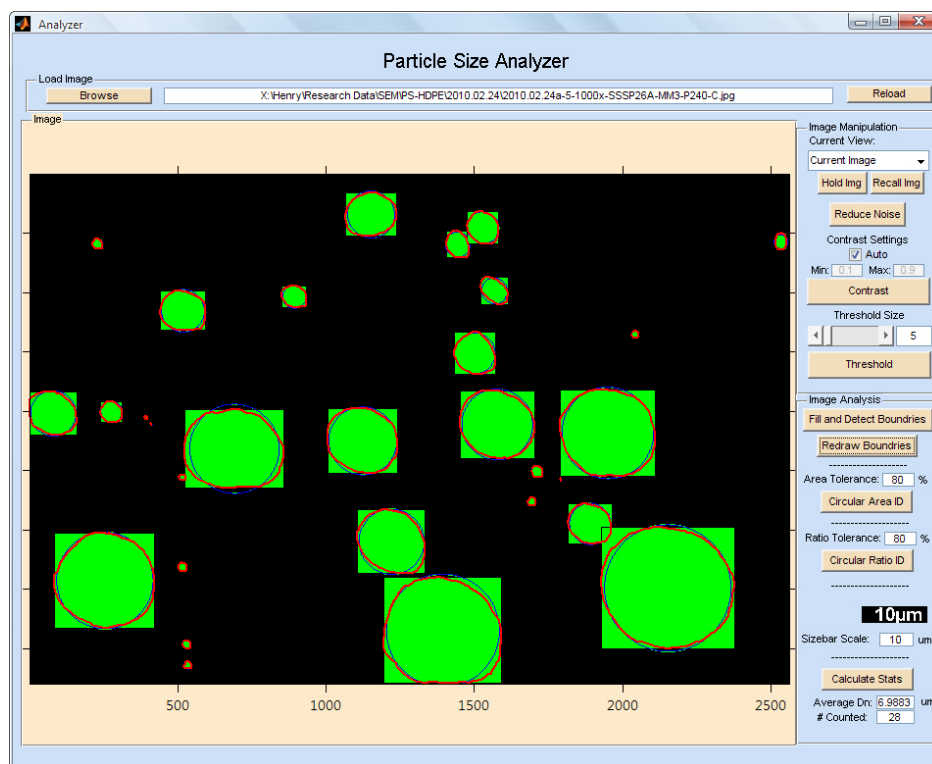 Analyzer
Particle Size Analyzer
Load Image
Browse
X:\Henry\Research Data\SEM\PS-HDPE\2010.02.24\2010.02.24a-5-1000x-SSSP26A-MM3-P240-C.jpg
Reload
Image
500
1000
1500
2000
2500
Image Manipulation
Current View:
Current Image
Hold Img Recall Img
Reduce Noise
Contrast Settings
Auto
Min: 0.1 Max: 0.9
Contrast
Threshold Size
5
Threshold
Image Analysis
Fill and Detect Boundries
Redraw Boundries
--------------------
Area Tolerance: 80 %
Circular Area ID
--------------------
Ratio Tolerance: 80 %
Circular Ratio ID
--------------------
10µm
Sizebar Scale: 10 um
--------------------
Calculate Stats
Average Dn: 6.9883 um
# Counted: 28